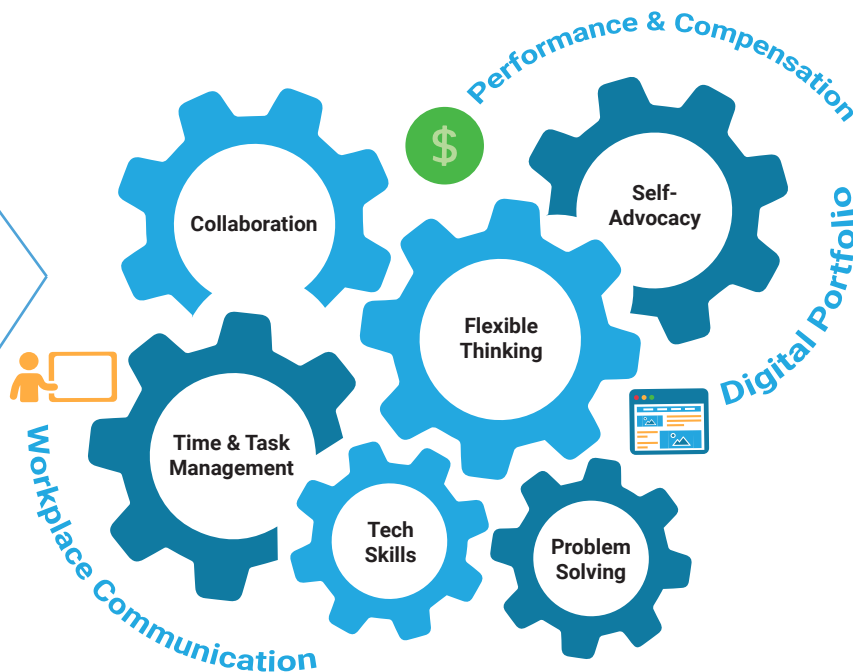 Performance & Compensation
Collaboration
$
Self-
Advocacy
Flexible
Thinking
Digital Portfolio
Time & Task
Management
Workplace Communication
Tech
Skills
Problem
Solving